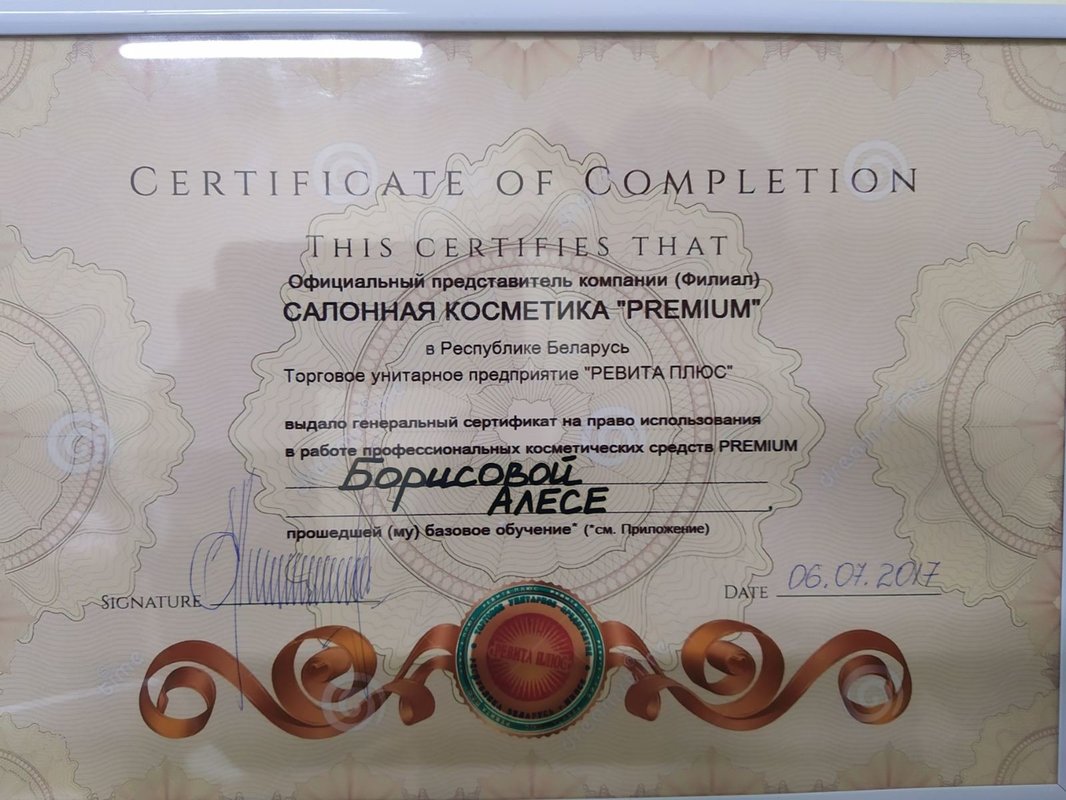 CERTIFICATE OF COMPLETION
THIS CERTIFIES THAT
Официальный представитель компании (Филиал)
САЛОННАЯ КОСМЕТИКА "PREMIUM"
в Республике Беларусь
Торговое унитарное предприятие "РЕВИТА ПЛЮС"
выдало генеральный сертификат на право использования
в работе профессиональных косметических средств PREMIUM
Борисовой
АЛЕСЕ
прошедшей (му) базовое обучение* (*см. Приложение)
SIGNATURE
DATE 06.07.2017
РЕВИТА ПЛЮС